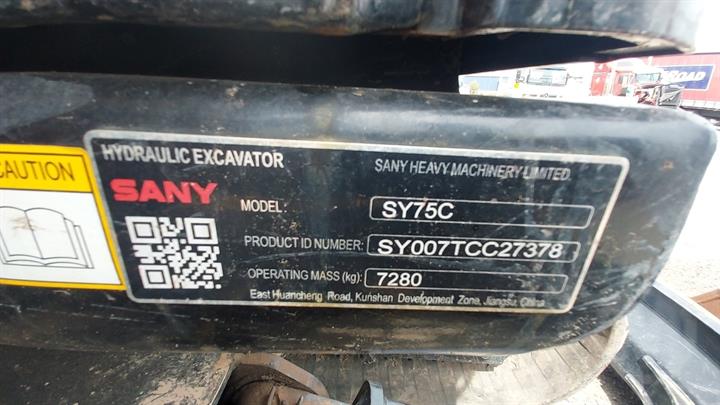 HYDRAULIC EXCAVATOR
SANY HEAVY MACHINERY LIMITED.
SANY
MODEL: SY75C
PRODUCT ID NUMBER: SY007TCC27378
OPERATING MASS (kg): 7280
East Huancheng Road, Kunshan Development Zone, Jiangsu, China
CAUTION
ROAD